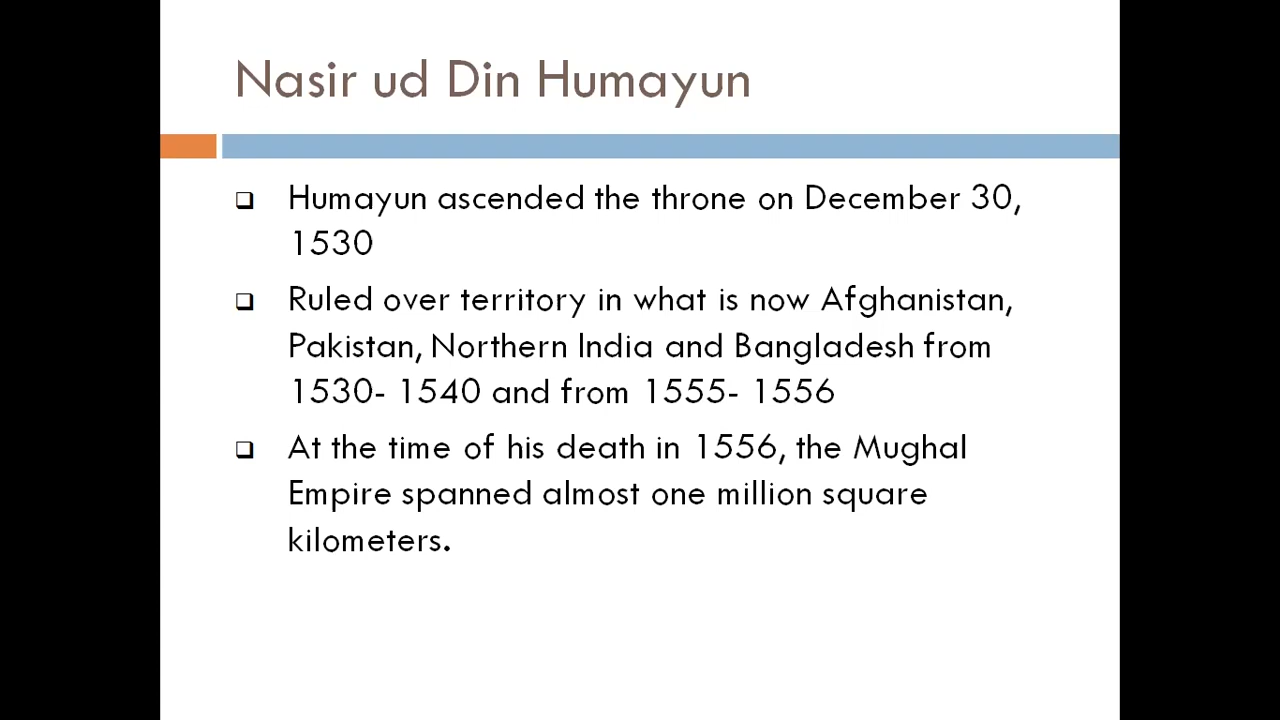 Nasir ud Din Humayun
Humayun ascended the throne on December 30,
1530
Ruled over territory in what is now Afghanistan,
Pakistan, Northern India and Bangladesh from
1530- 1540 and from 1555- 1556
At the time of his death in 1556, the Mughal
Empire spanned almost one million square
kilometers.